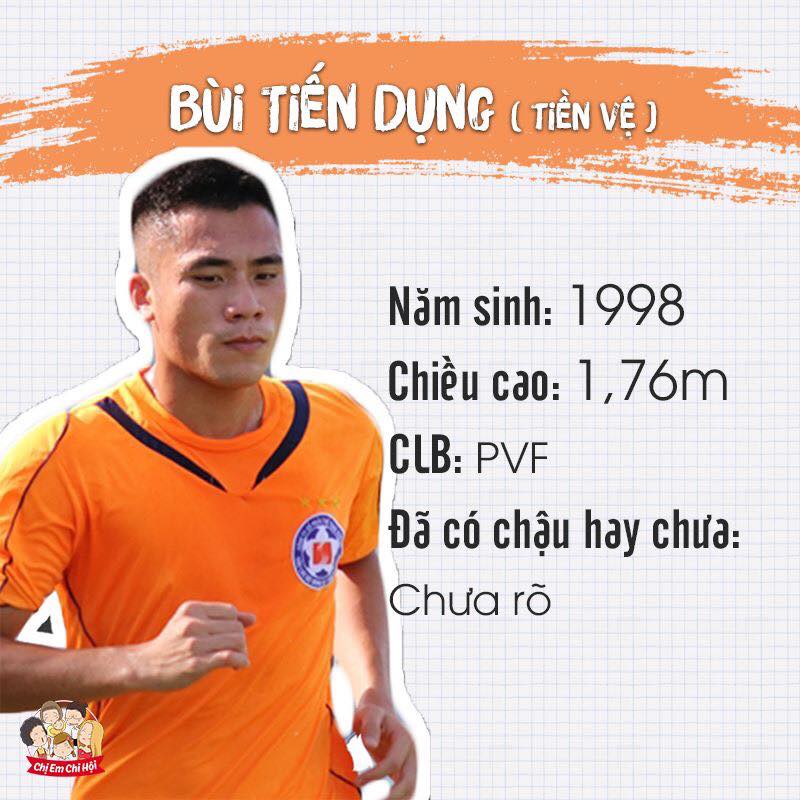 BÙI TIẾN DỤNG ( TIỀN VỆ )
Năm sinh: 1998
Chiều cao: 1,76m
CLB: PVF
Đã có chậu hay chưa:
Chưa rõ
Chị Em Chi Hội